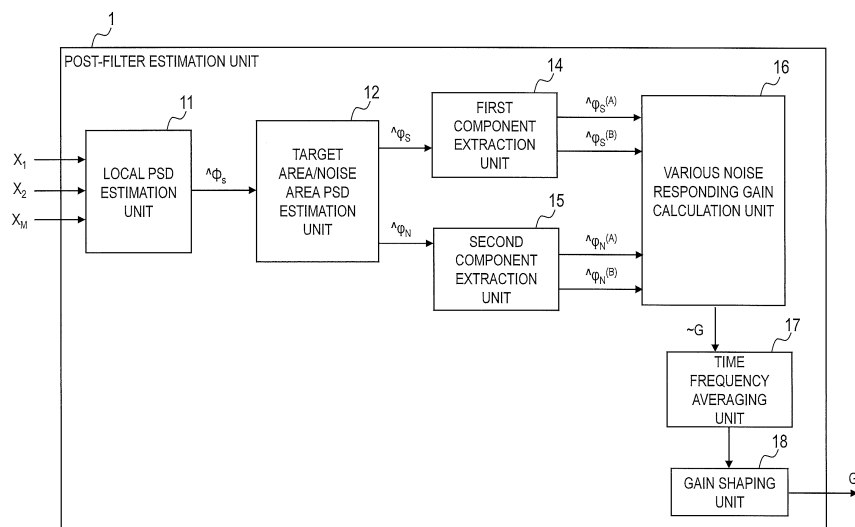 1
POST-FILTER ESTIMATION UNIT
11
LOCAL PSD
ESTIMATION
UNIT
X1
X2
XM
^Φs
12
TARGET
AREA/NOISE
AREA PSD
ESTIMATION
UNIT
^φS
^φN
14
FIRST
COMPONENT
EXTRACTION
UNIT
^φS(A)
^φS(B)
15
SECOND
COMPONENT
EXTRACTION
UNIT
^φN(A)
^φN(B)
16
VARIOUS NOISE
RESPONDING GAIN
CALCULATION UNIT
~G
17
TIME
FREQUENCY
AVERAGING
UNIT
18
GAIN SHAPING
UNIT
G